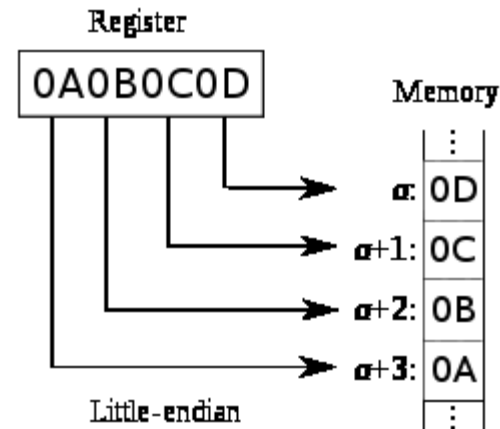 Register
0A0B0C0D
Memory
⋮
a: 0D
a+1: 0C
a+2: 0B
a+3: 0A
⋮
Little-endian